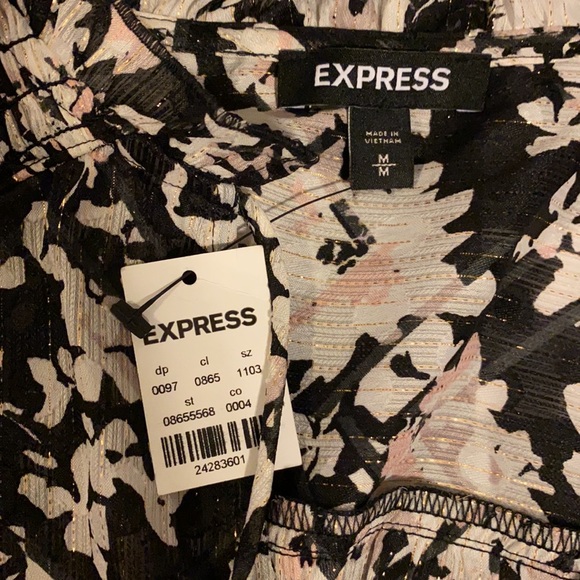 EXPRESS
MADE IN
VIETNAM
M
M
EXPRESS
dp cl sz
0097 0865 1103
st co
08655568 0004
24283601